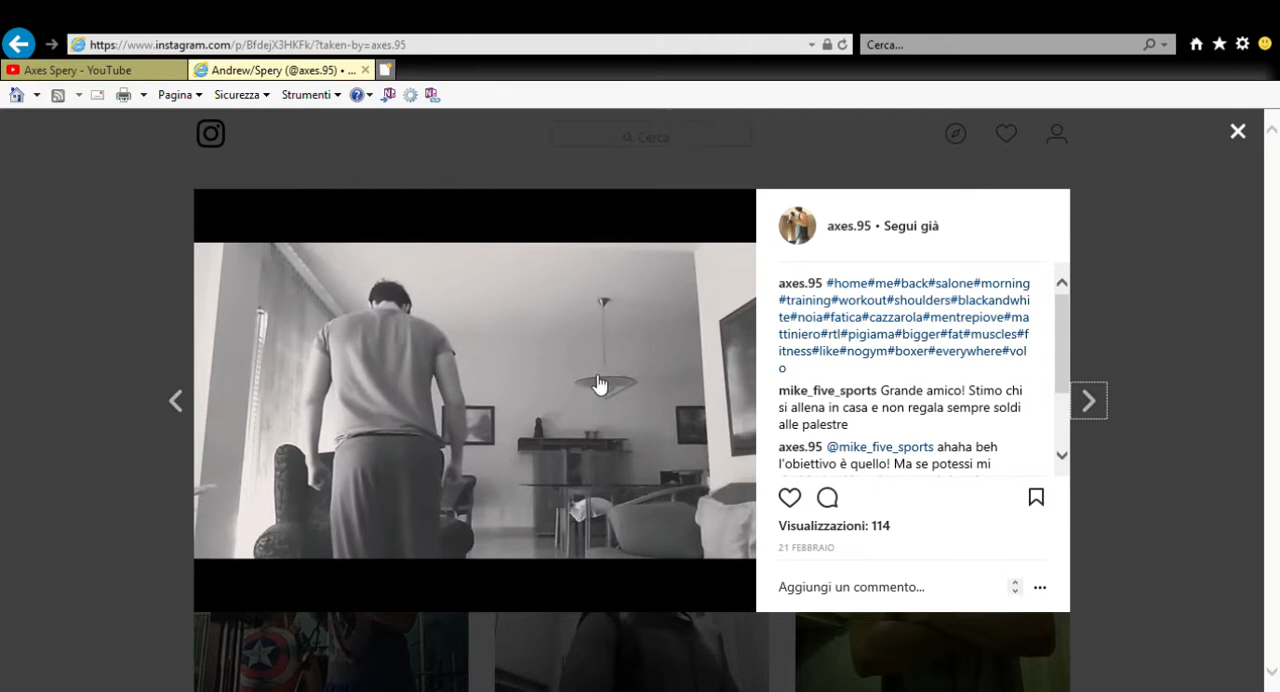 https://www.instagram.com/p/BfdejX3HKFk/?taken-by=axes.95
Cerca...
Axes Spery - YouTube
Andrew/Spery (@axes.95) • ...
Pagina
Sicurezza
Strumenti
Cerca
axes.95 • Segui già
axes.95 #home#me#back#salone#morning
#training#workout#shoulders#blackandwhi
te#noia#fatica#cazzarola#mentrepiove#ma
ttiniero#rtl#pigiama#bigger#fat#muscles#f
itness#like#nogym#boxer#everywhere#vol
o
mike_five_sports Grande amico! Stimo chi
si allena in casa e non regala sempre soldi
alle palestre
axes.95 @mike_five_sports ahaha beh
l'obiettivo è quello! Ma se potessi mi
Visualizzazioni: 114
21 FEBBRAIO
Aggiungi un commento...